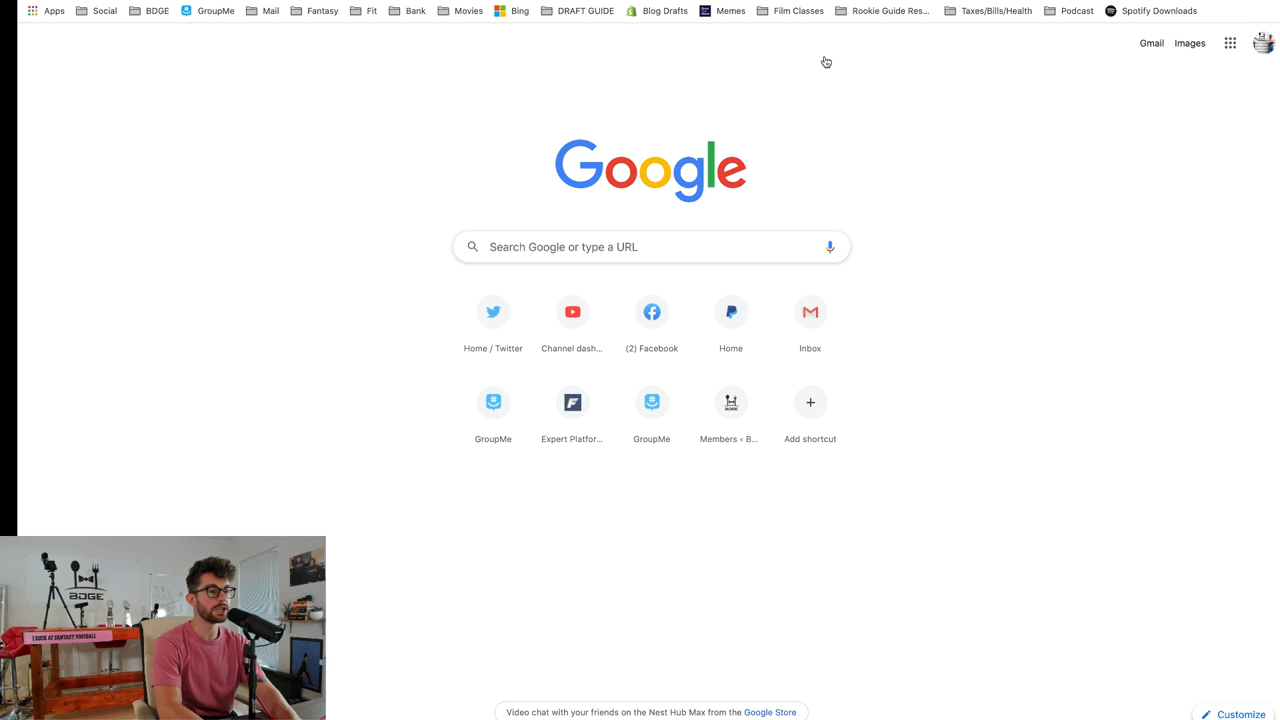 Apps Social BDGE GroupMe Mail Fantasy Fit Bank Movies Bing DRAFT GUIDE Blog Drafts Memes Film Classes Rookie Guide Res... Taxes/Bills/Health Podcast Spotify Downloads
Gmail Images
Google
Search Google or type a URL
Home / Twitter Channel dash... (2) Facebook Home Inbox
GroupMe Expert Platfor... GroupMe Members ‹ B... Add shortcut
BDGE
I SUCK AT FANTASY FOOTBALL
Video chat with your friends on the Nest Hub Max from the Google Store
Customize